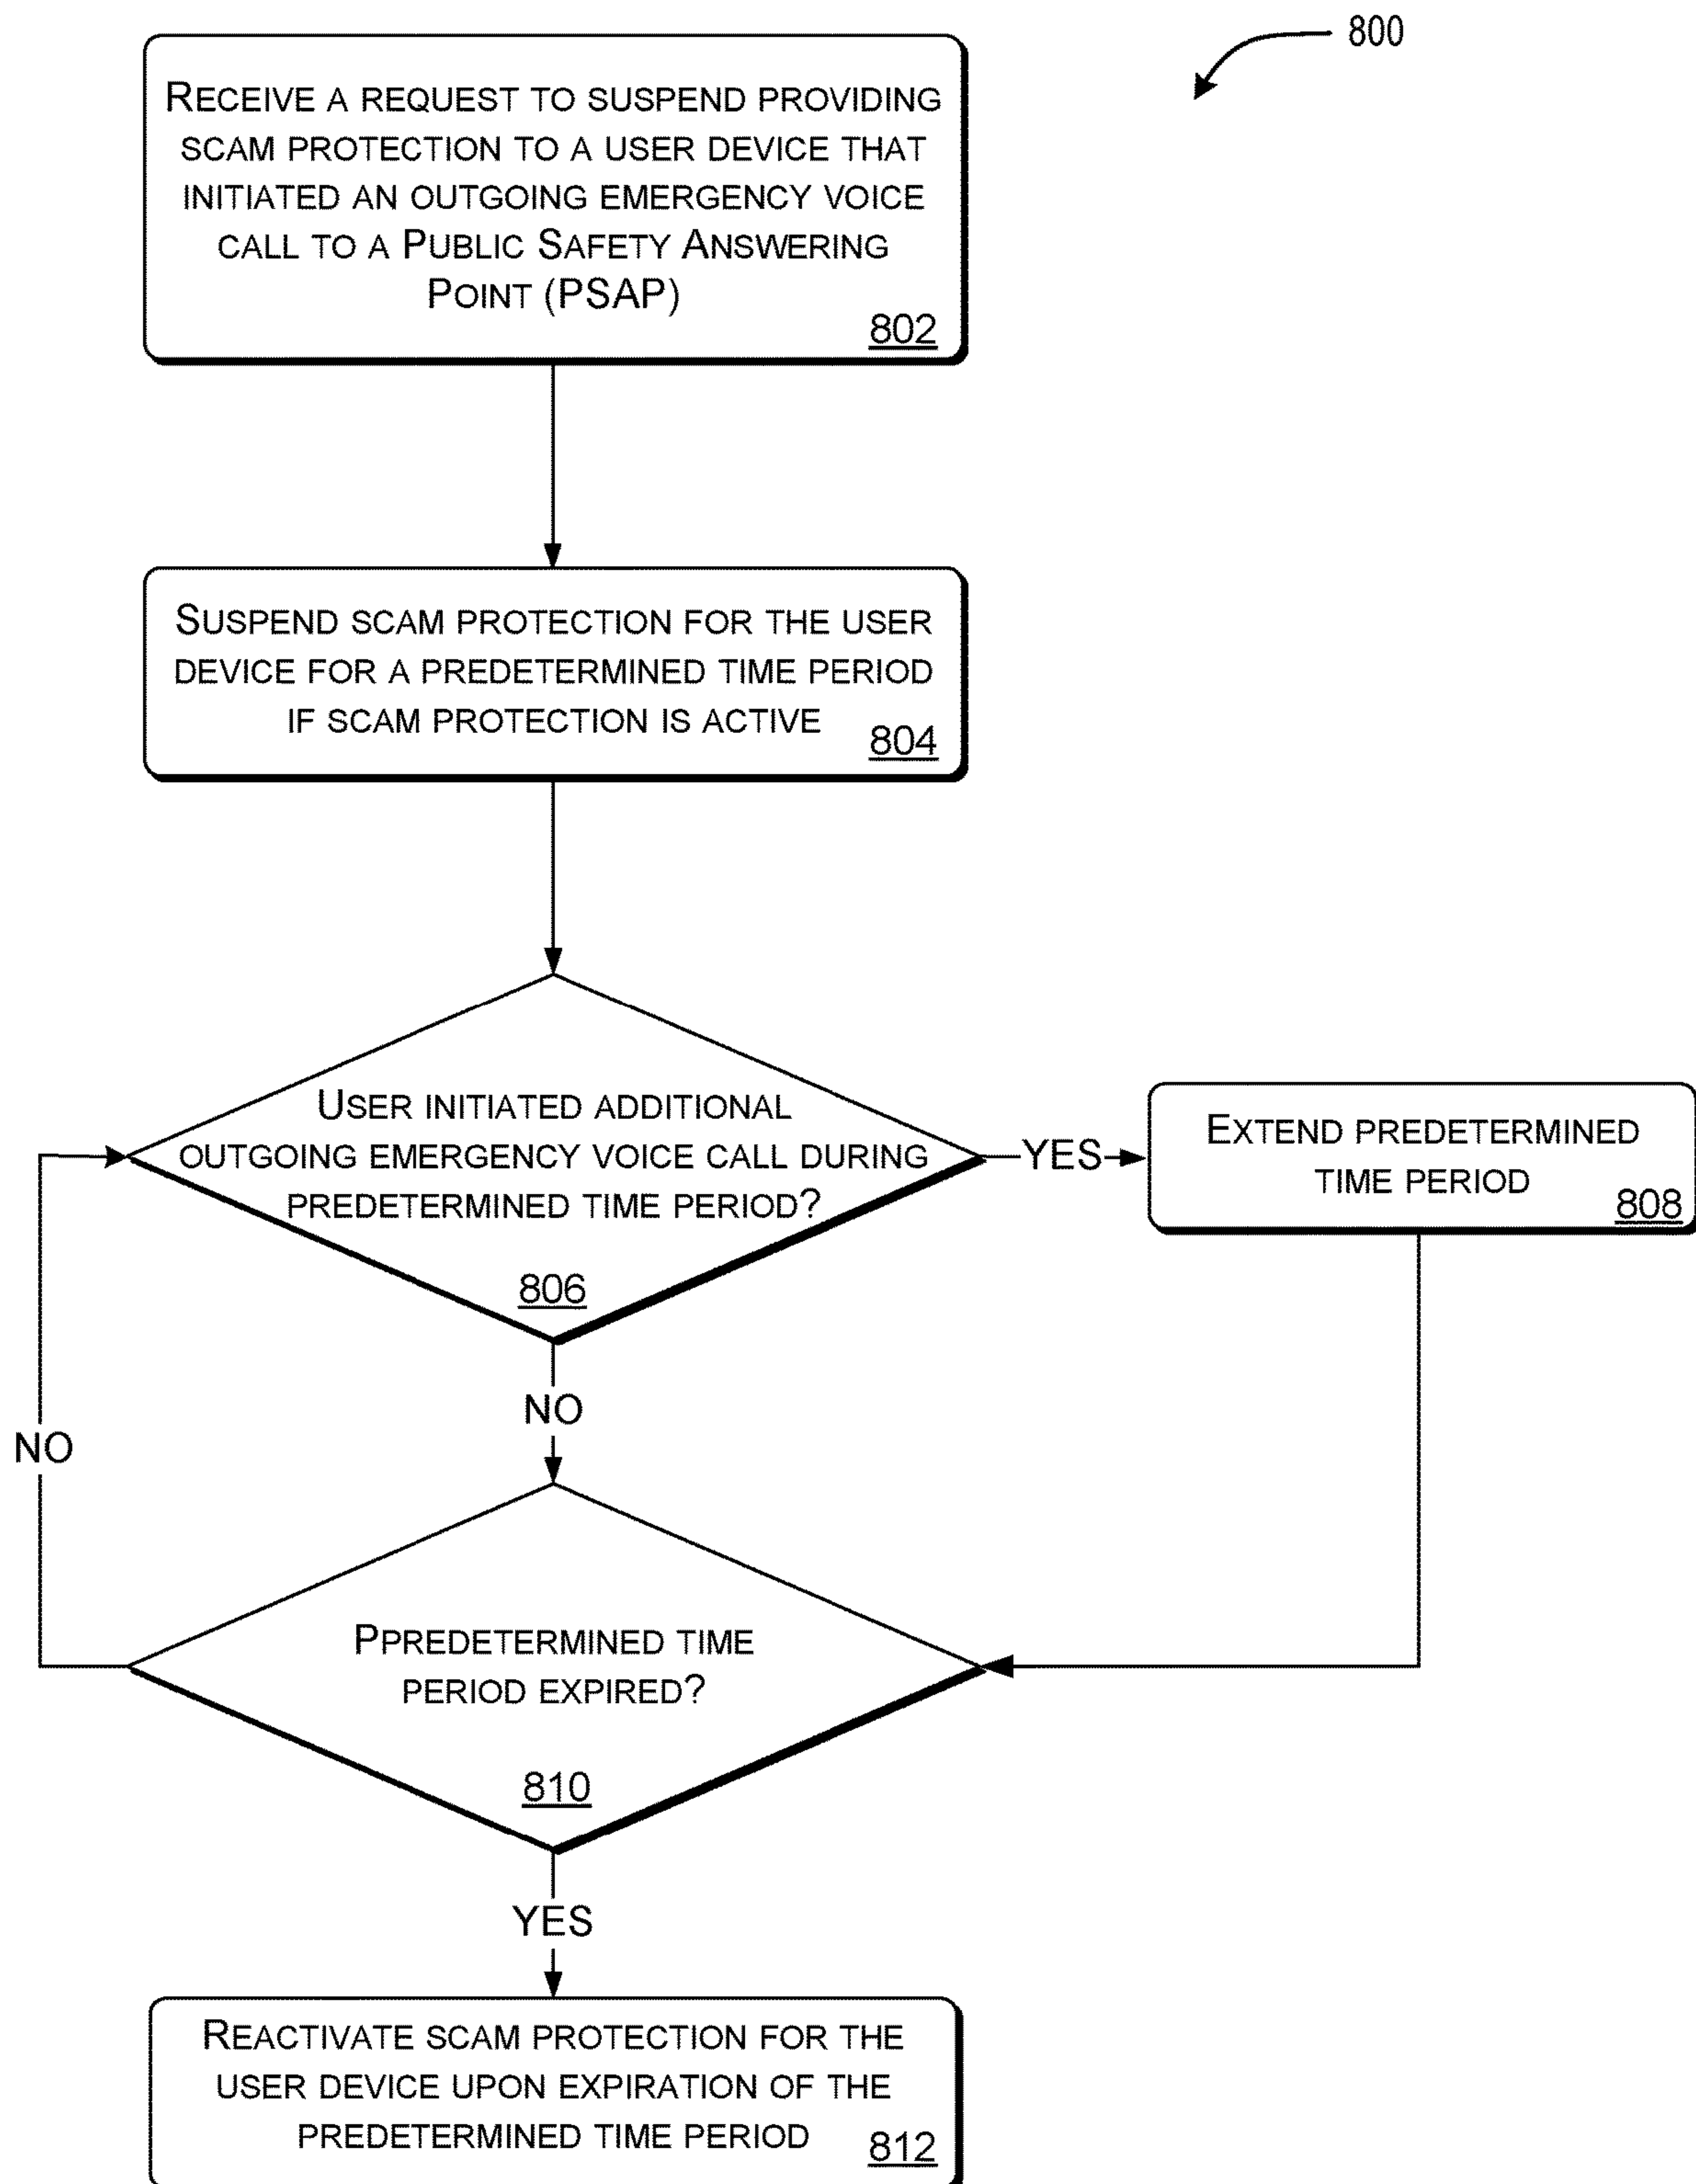 800
RECEIVE A REQUEST TO SUSPEND PROVIDING
SCAM PROTECTION TO A USER DEVICE THAT
INITIATED AN OUTGOING EMERGENCY VOICE
CALL TO A PUBLIC SAFETY ANSWERING
POINT (PSAP)
802
SUSPEND SCAM PROTECTION FOR THE USER
DEVICE FOR A PREDETERMINED TIME PERIOD
IF SCAM PROTECTION IS ACTIVE
804
USER INITIATED ADDITIONAL
OUTGOING EMERGENCY VOICE CALL DURING
PREDETERMINED TIME PERIOD?
806
YES
EXTEND PREDETERMINED
TIME PERIOD
808
NO
NO
PPREDETERMINED TIME
PERIOD EXPIRED?
810
YES
REACTIVATE SCAM PROTECTION FOR THE
USER DEVICE UPON EXPIRATION OF THE
PREDETERMINED TIME PERIOD
812